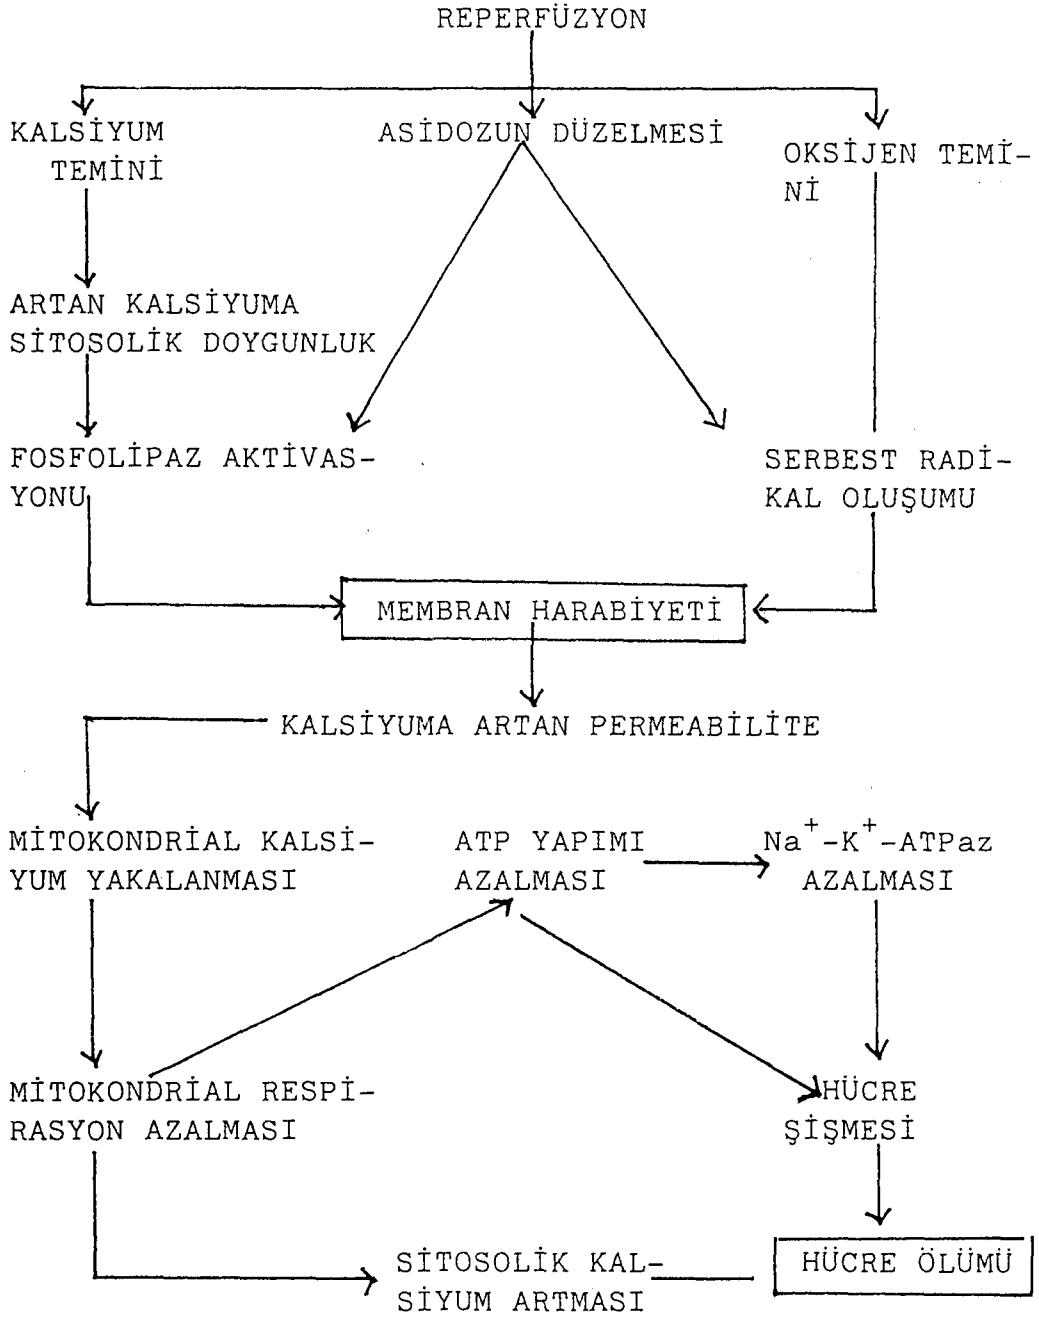 REPERFÜZYON
KALSİYUM
TEMİNİ
ASİDOZUN DÜZELMESİ
OKSİJEN TEMİ-
Nİ
ARTAN KALSİYUMA
SİTOSOLİK DOYGUNLUK
FOSFOLİPAZ AKTİVAS-
YONU
SERBEST RADİ-
KAL OLUŞUMU
MEMBRAN HARABİYETİ
KALSİYUMA ARTAN PERMEABİLİTE
MİTOKONDRİAL KALSİ-
YUM YAKALANMASI
ATP YAPIMI
AZALMASI
Na⁺-K⁺-ATPaz
AZALMASI
MİTOKONDRİAL RESPİ-
RASYON AZALMASI
HÜCRE
ŞİŞMESİ
SİTOSOLİK KAL-
SİYUM ARTMASI
HÜCRE ÖLÜMÜ